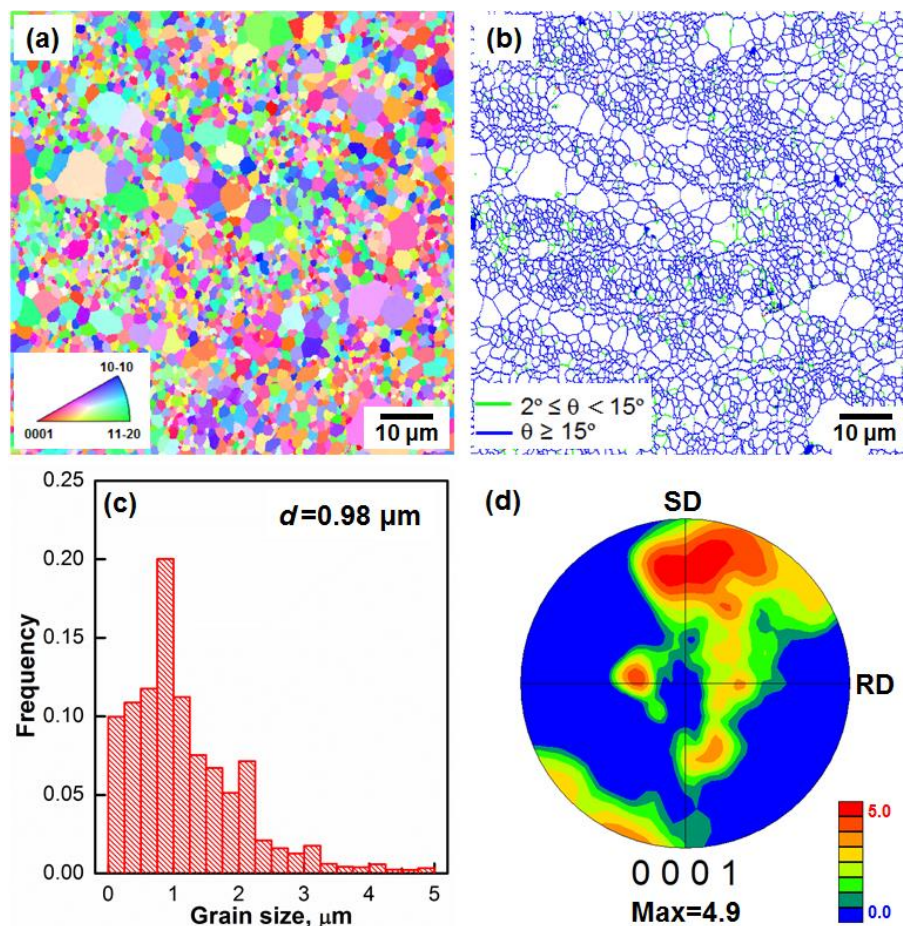 (a)
10-10
0001
11-20
10 µm
(b)
2° ≤ θ < 15°
θ ≥ 15°
10 µm
(c)
d=0.98 µm
0.25
0.20
0.15
0.10
0.05
0.00
Frequency
0
1
2
3
4
5
Grain size, µm
(d)
SD
RD
5.0
0.0
0 0 0 1
Max=4.9